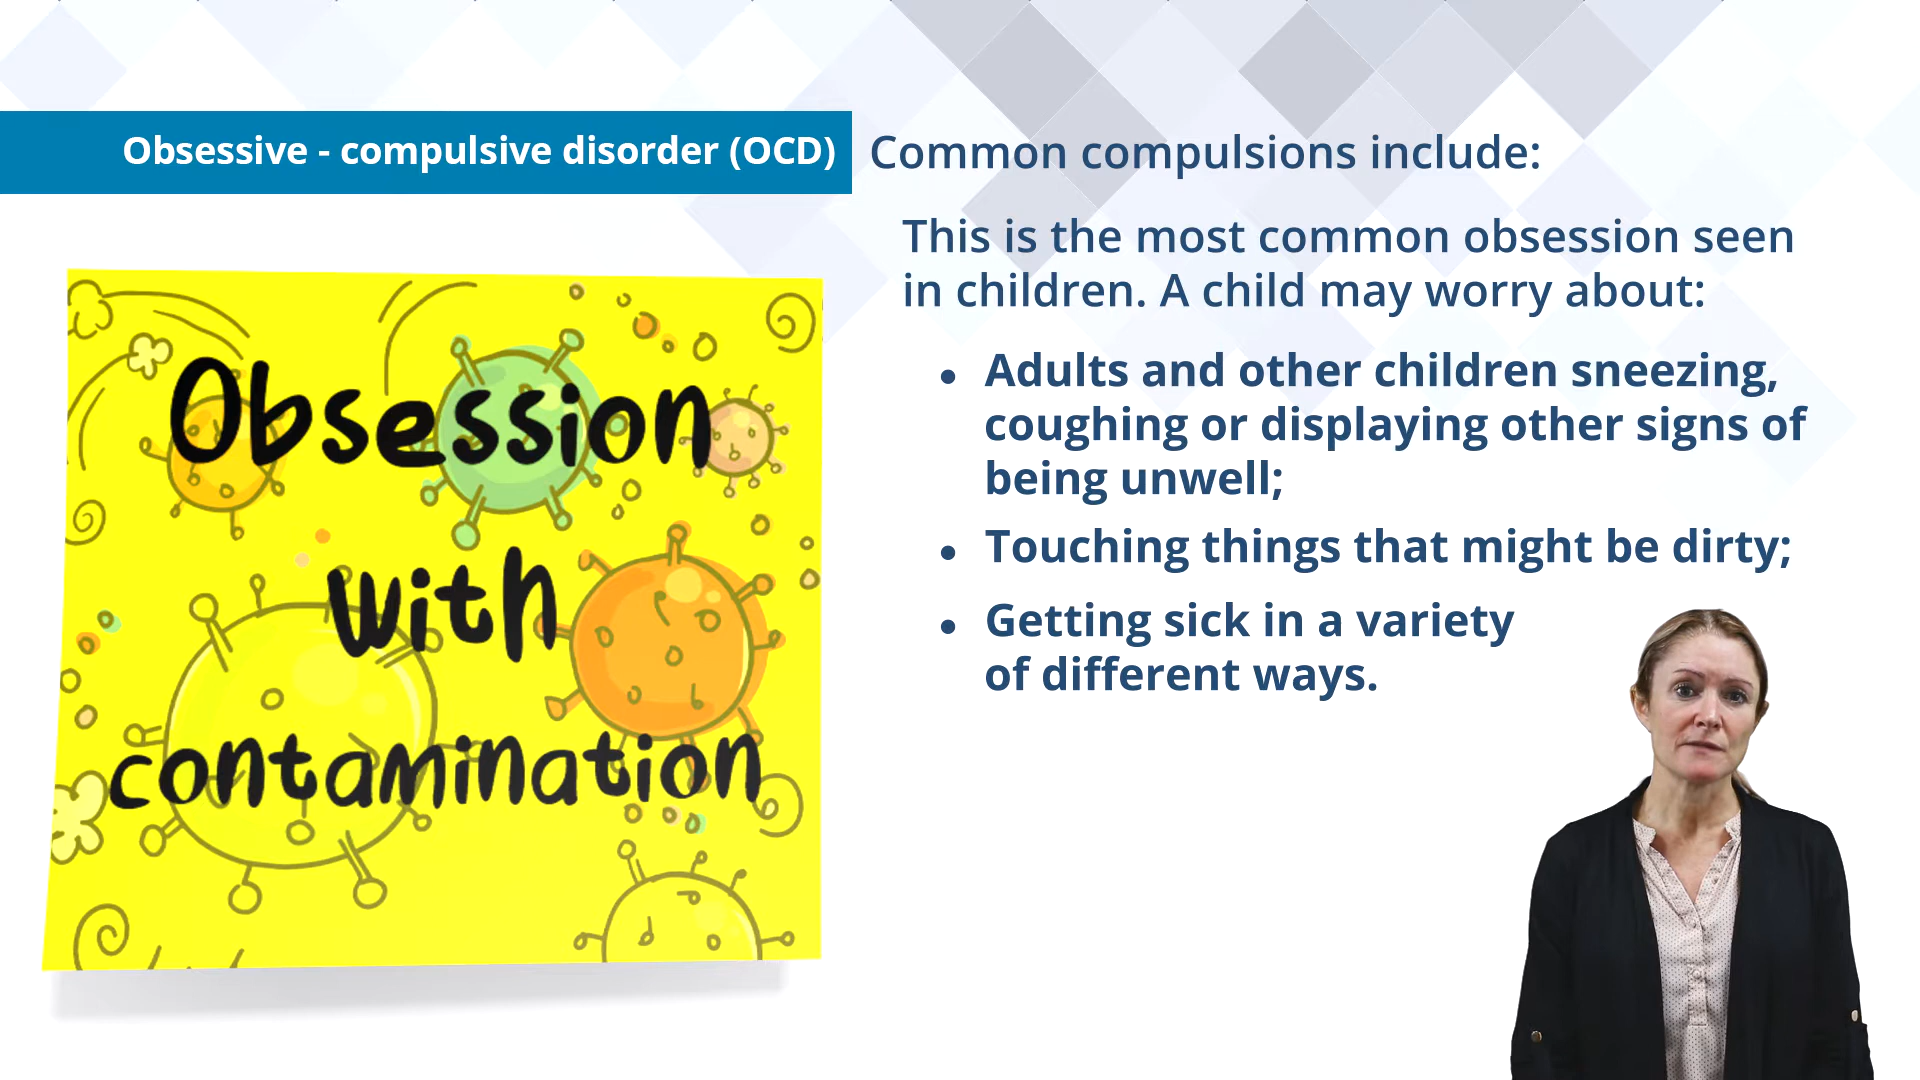 Obsessive - compulsive disorder (OCD)
Common compulsions include:
This is the most common obsession seen
in children. A child may worry about:
• Adults and other children sneezing,
coughing or displaying other signs of
being unwell;
• Touching things that might be dirty;
• Getting sick in a variety
of different ways.
Obsession
with
contamination